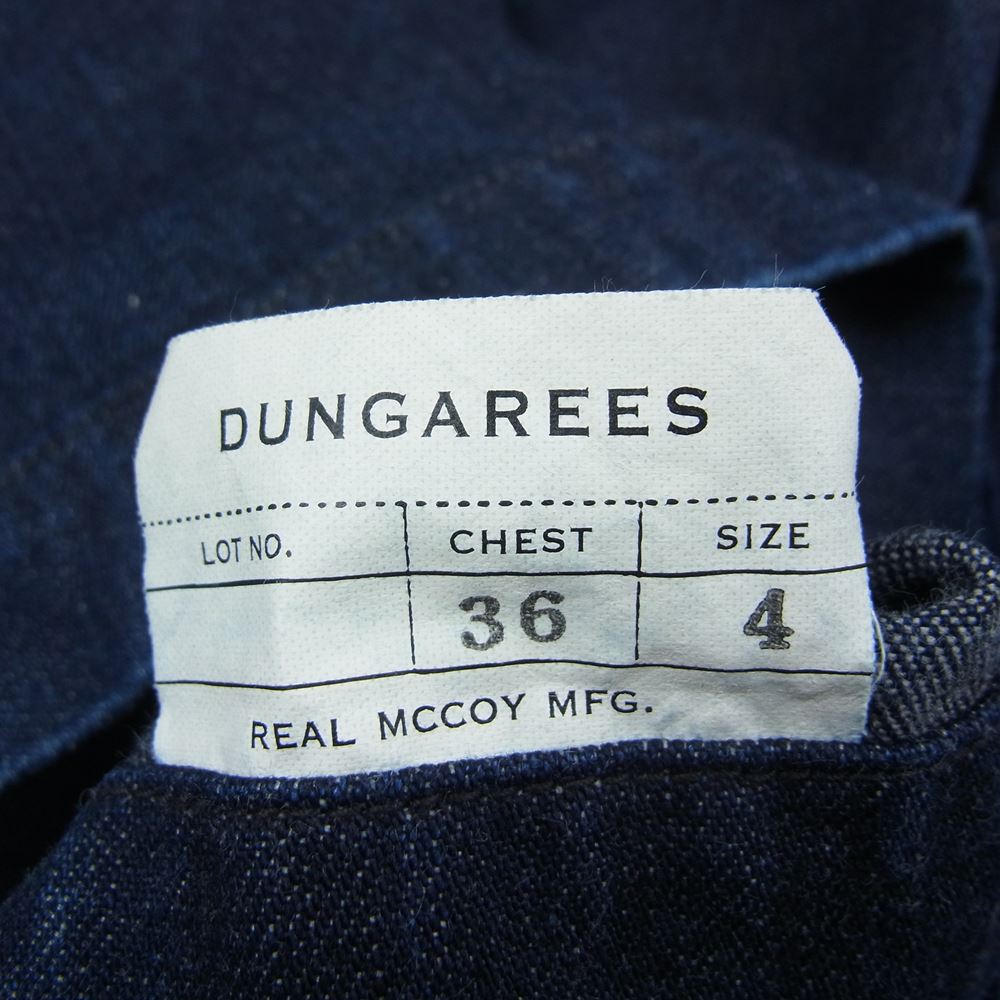 DUNGAREES
LOT NO. CHEST SIZE
36 4
REAL MCCOY MFG.